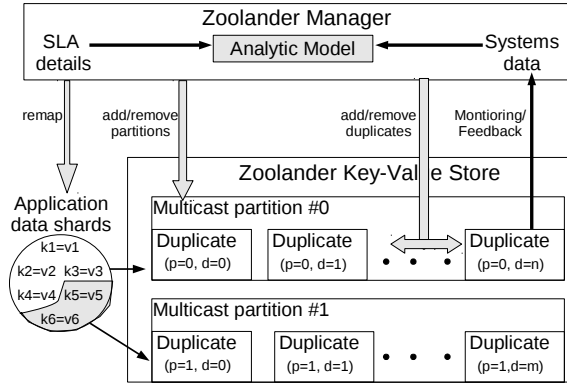 Zoolander Manager
SLA details
Analytic Model
Systems data
remap
add/remove partitions
add/remove duplicates
Montioring/ Feedback
Zoolander Key-Value Store
Application data shards
k1=v1
k2=v2 k3=v3
k4=v4 k5=v5
k6=v6
Multicast partition #0
Duplicate (p=0, d=0)
Duplicate (p=0, d=1)
• • •
Duplicate (p=0, d=n)
Multicast partition #1
Duplicate (p=1, d=0)
Duplicate (p=1, d=1)
• • •
Duplicate (p=1,d=m)